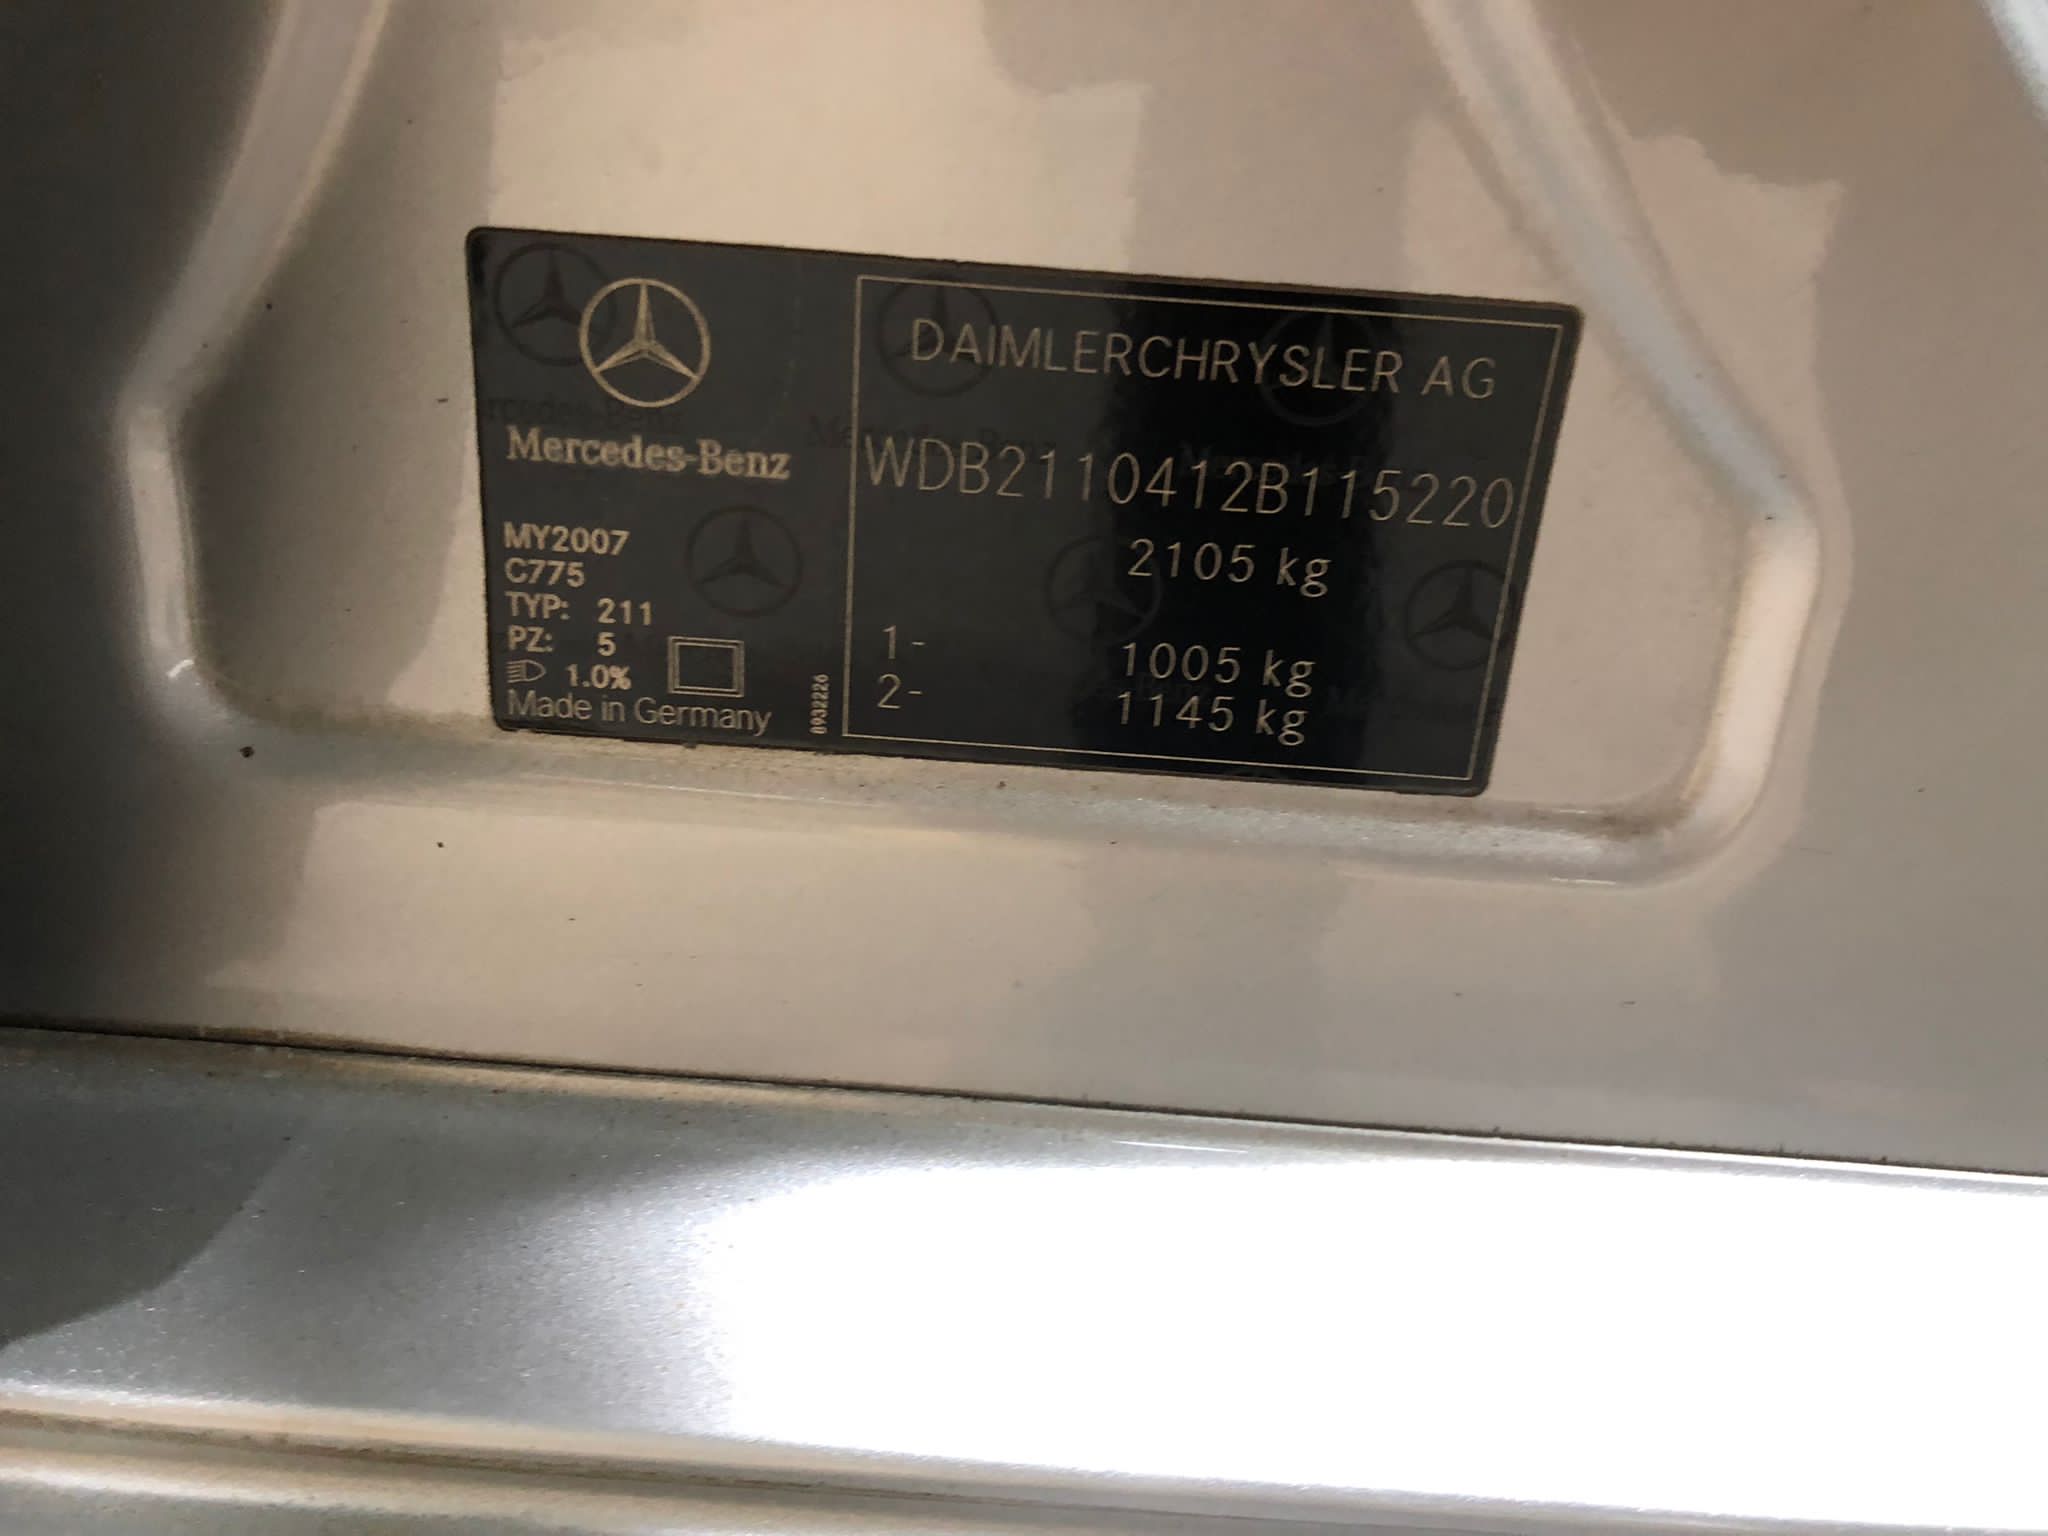 Mercedes-Benz
MY2007
C775
TYP: 211
PZ: 5
1.0%
Made in Germany
8932226
DAIMLERCHRYSLER AG
WDB2110412B115220
2105 kg
1- 1005 kg
2- 1145 kg